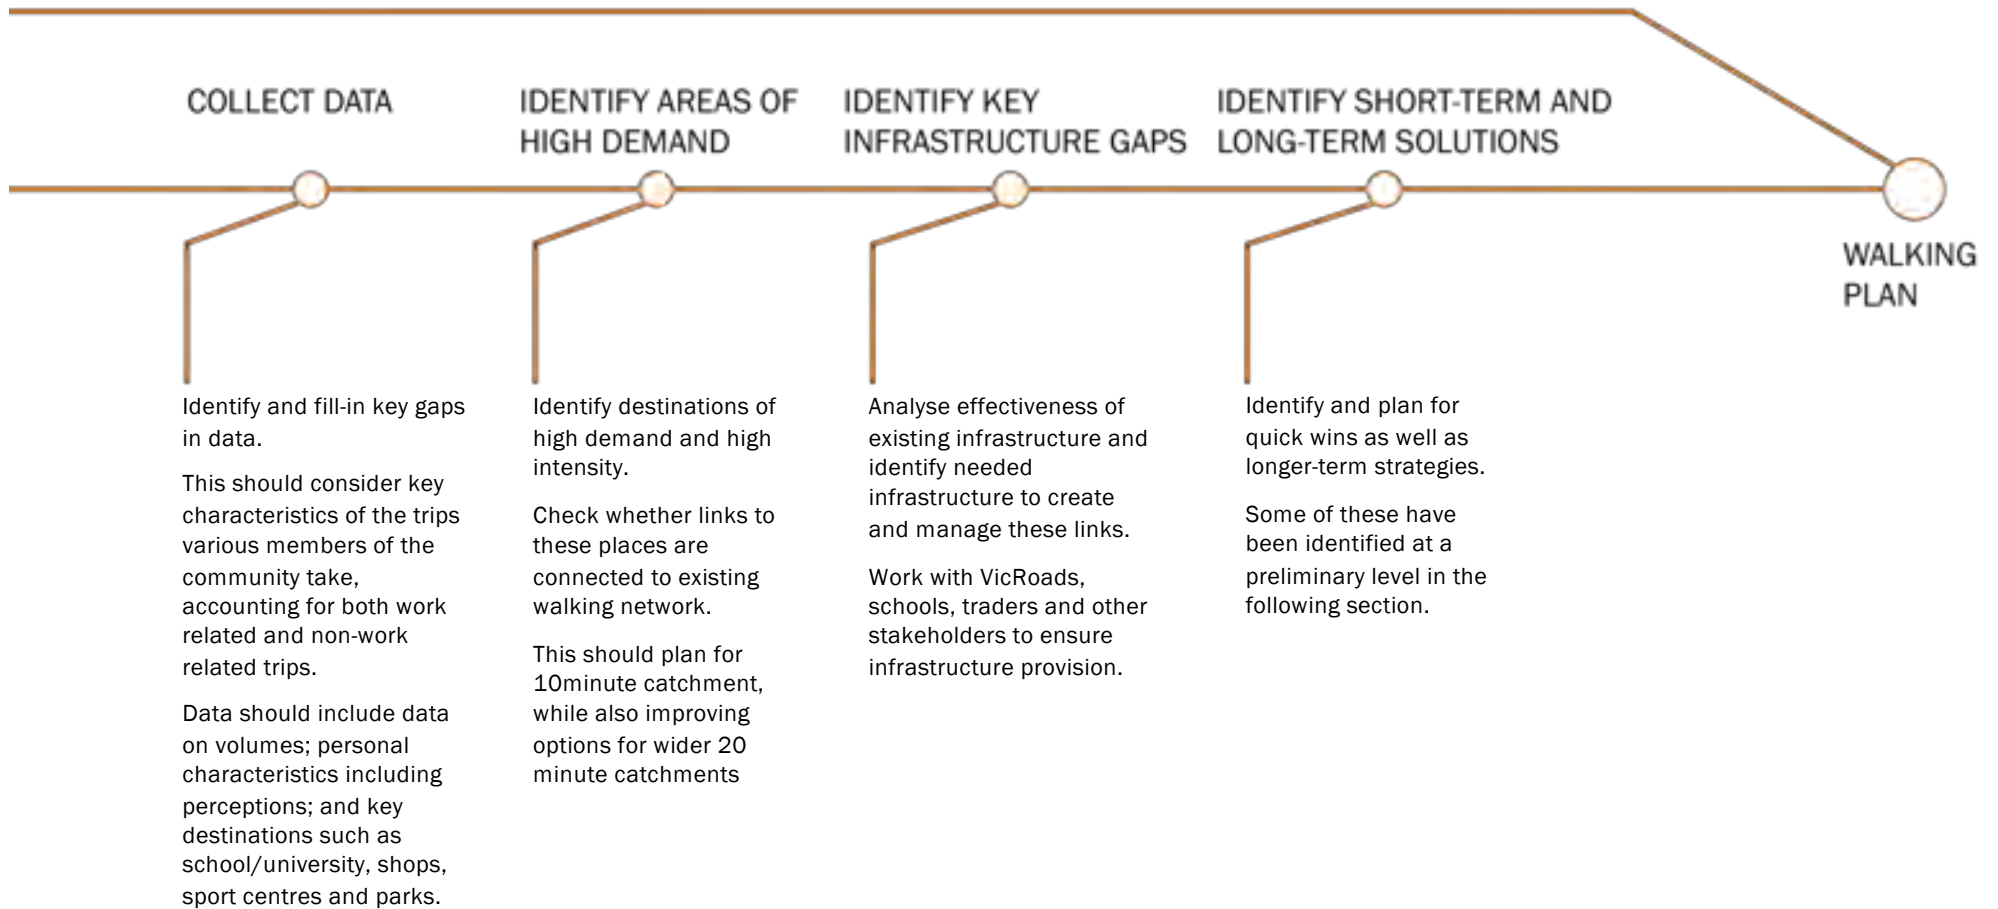 COLLECT DATA
IDENTIFY AREAS OF
HIGH DEMAND
IDENTIFY KEY
INFRASTRUCTURE GAPS
IDENTIFY SHORT-TERM AND
LONG-TERM SOLUTIONS
WALKING
PLAN
Identify and fill-in key gaps
in data.
This should consider key
characteristics of the trips
various members of the
community take,
accounting for both work
related and non-work
related trips.
Data should include data
on volumes; personal
characteristics including
perceptions; and key
destinations such as
school/university, shops,
sport centres and parks.
Identify destinations of
high demand and high
intensity.
Check whether links to
these places are
connected to existing
walking network.
This should plan for
10minute catchment,
while also improving
options for wider 20
minute catchments
Analyse effectiveness of
existing infrastructure and
identify needed
infrastructure to create
and manage these links.
Work with VicRoads,
schools, traders and other
stakeholders to ensure
infrastructure provision.
Identify and plan for
quick wins as well as
longer-term strategies.
Some of these have
been identified at a
preliminary level in the
following section.